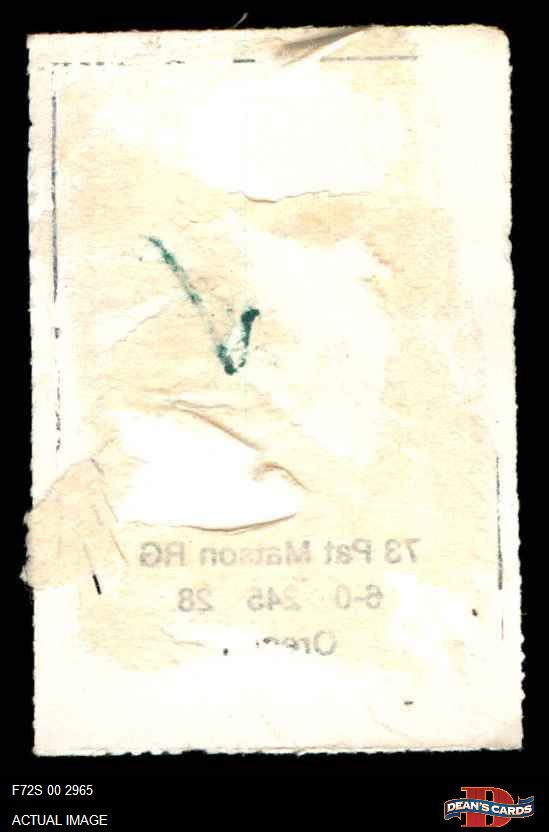 73 Pat Matson RG
6-0 245 28
F72S 00 2965
ACTUAL IMAGE
DEAN'S CARDS